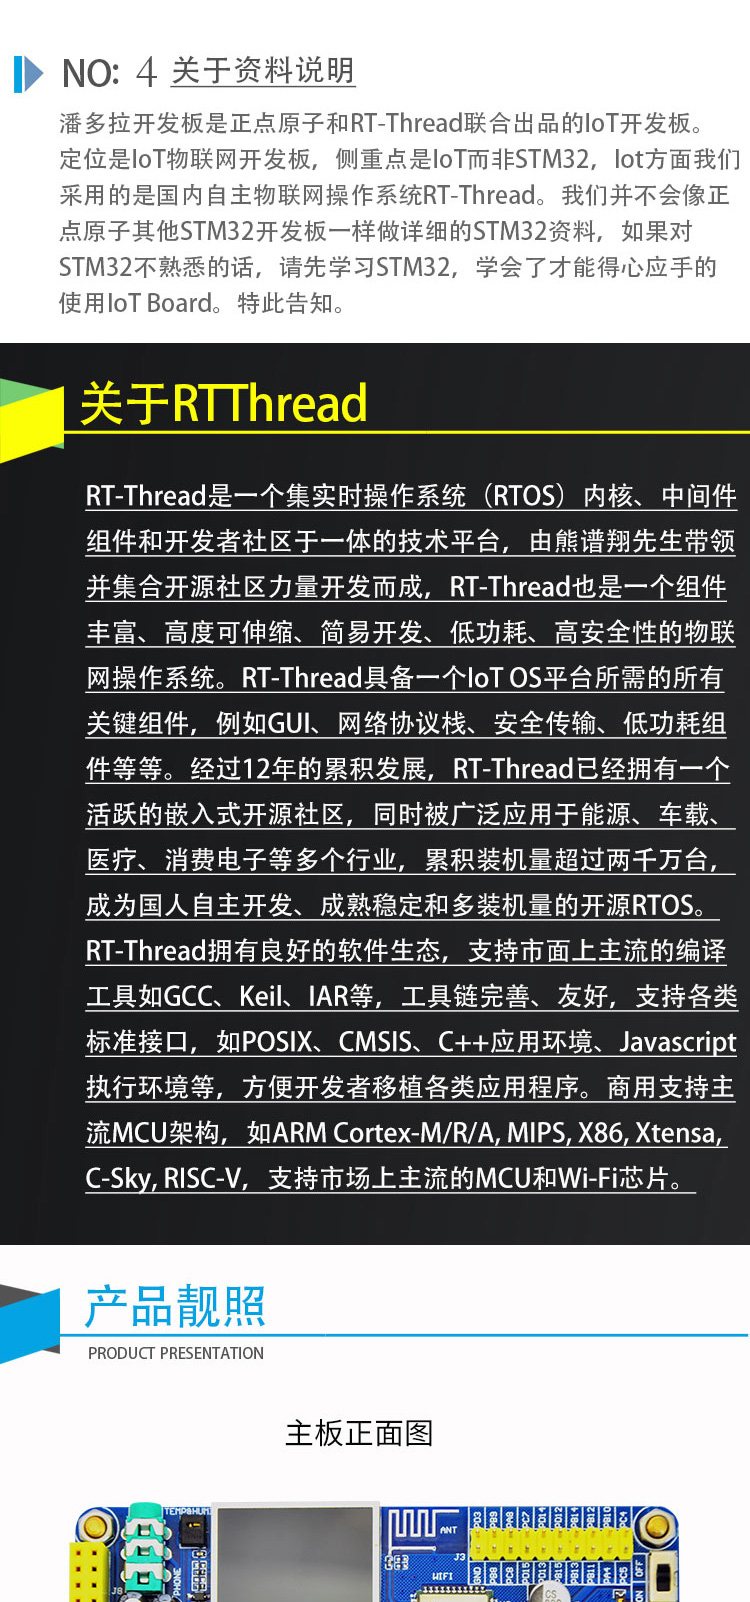 NO: 4 关于资料说明
潘多拉开发板是正点原子和RT-Thread联合出品的IoT开发板。
定位是IoT物联网开发板，侧重点是IoT而非STM32，Iot方面我们
采用的是国内自主物联网操作系统RT-Thread。我们并不会像正
点原子其他STM32开发板一样做详细的STM32资料，如果对
STM32不熟悉的话，请先学习STM32，学会了才能得心应手的
使用IoT Board。特此告知。
关于RTThread
RT-Thread是一个集实时操作系统（RTOS）内核、中间件
组件和开发者社区于一体的技术平台，由熊谱翔先生带领
并集合开源社区力量开发而成，RT-Thread也是一个组件
丰富、高度可伸缩、简易开发、低功耗、高安全性的物联
网操作系统。RT-Thread具备一个IoT OS平台所需的所有
关键组件，例如GUI、网络协议栈、安全传输、低功耗组
件等等。经过12年的累积发展，RT-Thread已经拥有一个
活跃的嵌入式开源社区，同时被广泛应用于能源、车载、
医疗、消费电子等多个行业，累积装机量超过两千万台，
成为国人自主开发、成熟稳定和多装机量的开源RTOS。
RT-Thread拥有良好的软件生态，支持市面上主流的编译
工具如GCC、Keil、IAR等，工具链完善、友好，支持各类
标准接口，如POSIX、CMSIS、C++应用环境、Javascript
执行环境等，方便开发者移植各类应用程序。商用支持主
流MCU架构，如ARM Cortex-M/R/A, MIPS, X86, Xtensa,
C-Sky, RISC-V，支持市场上主流的MCU和Wi-Fi芯片。
产品靓照
PRODUCT PRESENTATION
主板正面图
TEMP&HUMI
ANT
J3
WIFI
J8
PHONE
OFF
ON